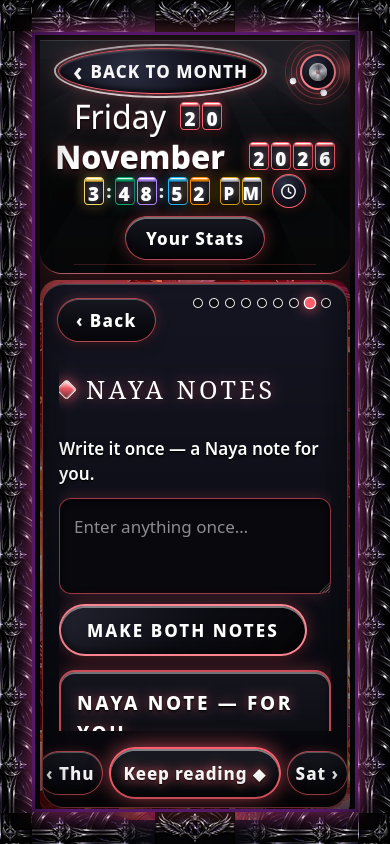 ‹ BACK TO MONTH
Friday 20
November 2026
3:48:52 PM
Your Stats
‹ Back
NAYA NOTES
Write it once — a Naya note for
you.
Enter anything once...
MAKE BOTH NOTES
NAYA NOTE — FOR
YOU
‹ Thu
Keep reading ◆
Sat ›